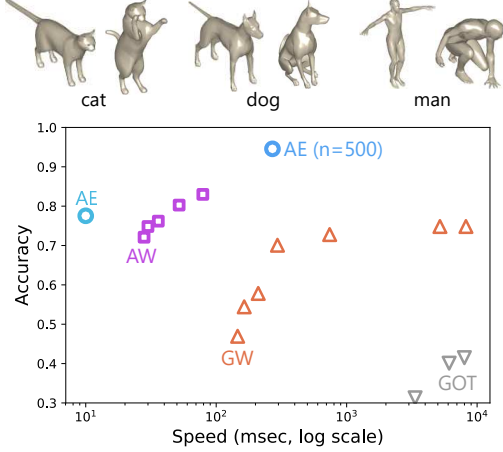 cat
dog
man
1.0
0.9
0.8
0.7
0.6
0.5
0.4
0.3
Accuracy
AE
AE (n=500)
AW
GW
GOT
10¹
10²
10³
10⁴
Speed (msec, log scale)